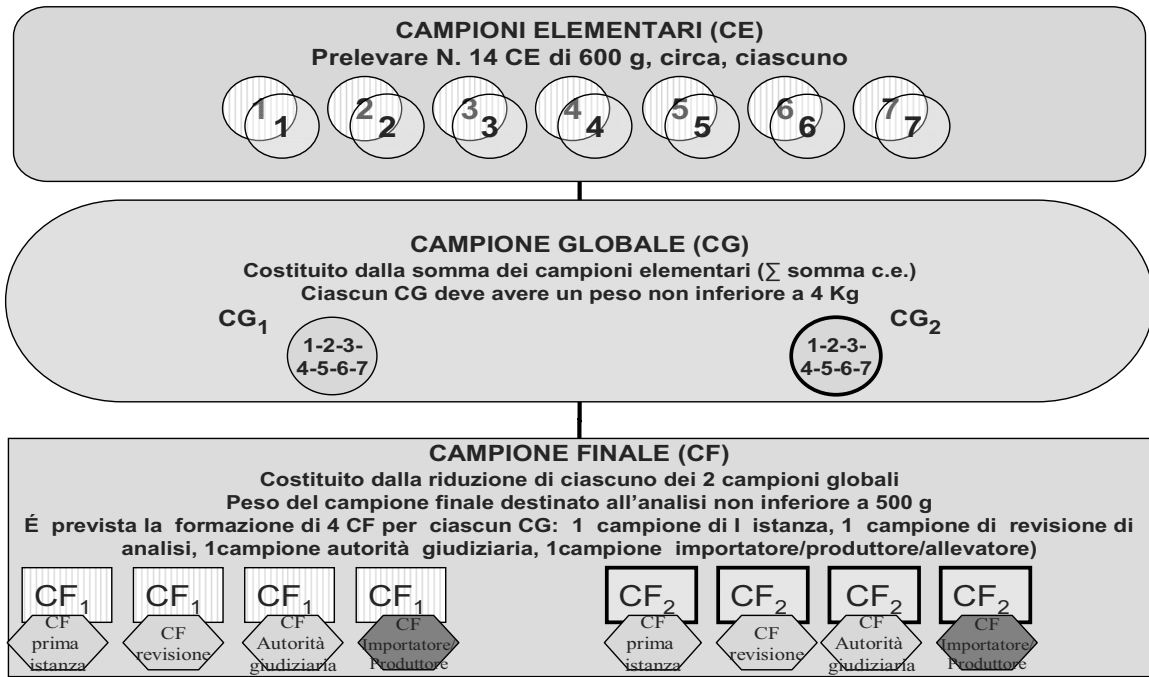 CAMPIONI ELEMENTARI (CE)
Prelevare N. 14 CE di 600 g, circa, ciascuno
1 2 3 4 5 6 7
1 2 3 4 5 6 7
CAMPIONE GLOBALE (CG)
Costituito dalla somma dei campioni elementari (∑ somma c.e.)
Ciascun CG deve avere un peso non inferiore a 4 Kg
CG1 CG2
1-2-3- 1-2-3-
4-5-6-7 4-5-6-7
CAMPIONE FINALE (CF)
Costituito dalla riduzione di ciascuno dei 2 campioni globali
Peso del campione finale destinato all'analisi non inferiore a 500 g
É prevista la formazione di 4 CF per ciascun CG: 1 campione di I istanza, 1 campione di revisione di
analisi, 1campione autorità giudiziaria, 1campione importatore/produttore/allevatore)
CF1 CF1 CF1 CF1 CF2 CF2 CF2 CF2
CF
prima
istanza
CF
revisione
CF
Autorità
giudiziaria
CF
Importatore/
Produttore
CF
prima
istanza
CF
revisione
CF
Autorità
giudiziaria
CF
Importatore/
Produttore